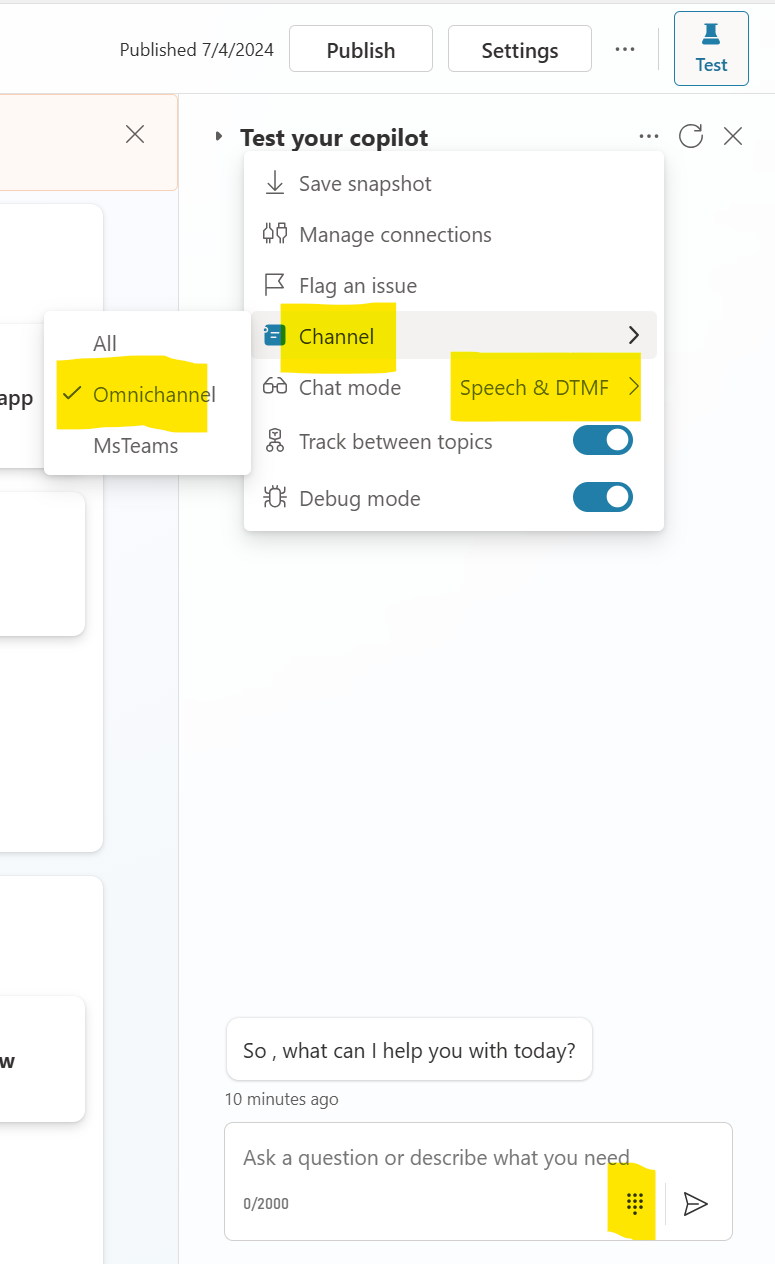 Published 7/4/2024
Publish
Settings
Test
Test your copilot
Save snapshot
Manage connections
Flag an issue
Channel
All
Omnichannel
MsTeams
Chat mode
Speech & DTMF
Track between topics
Debug mode
app
w
So , what can I help you with today?
10 minutes ago
Ask a question or describe what you need
0/2000